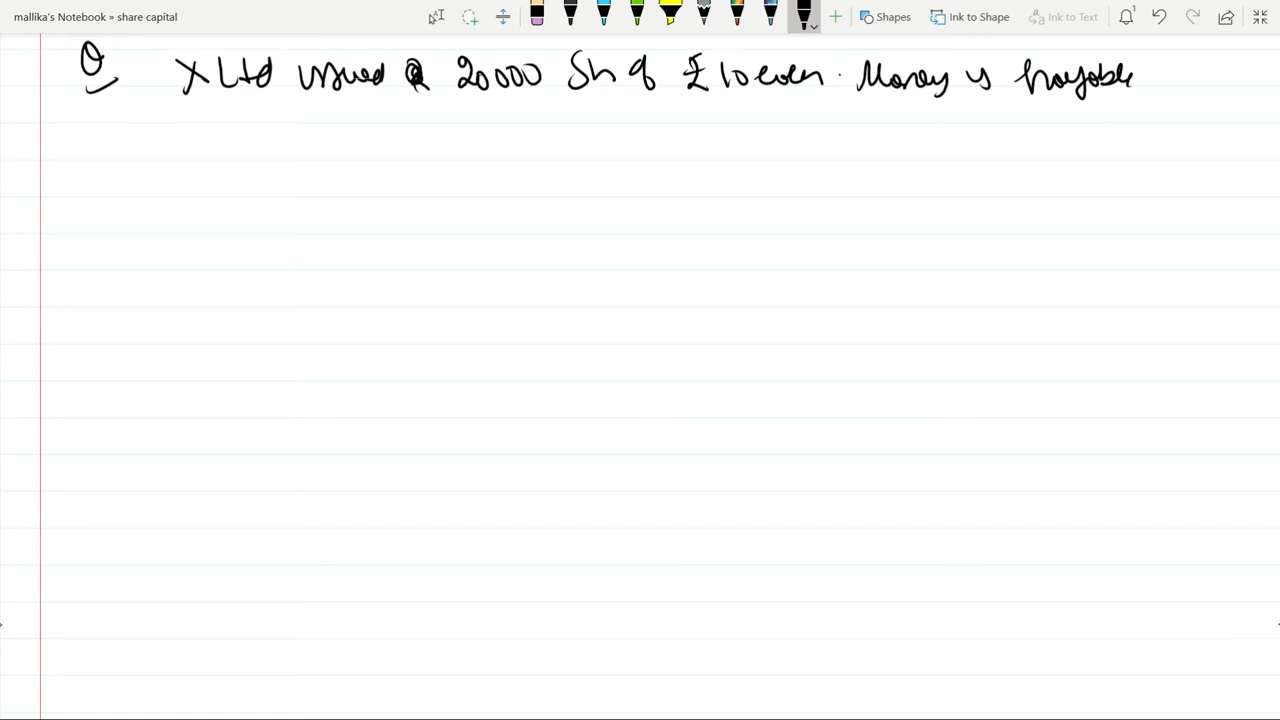 mallika's Notebook » share capital
Shapes Ink to Shape Ink to Text
Q X Ltd issued 20000 Sh of £ 10 each. Money is payable